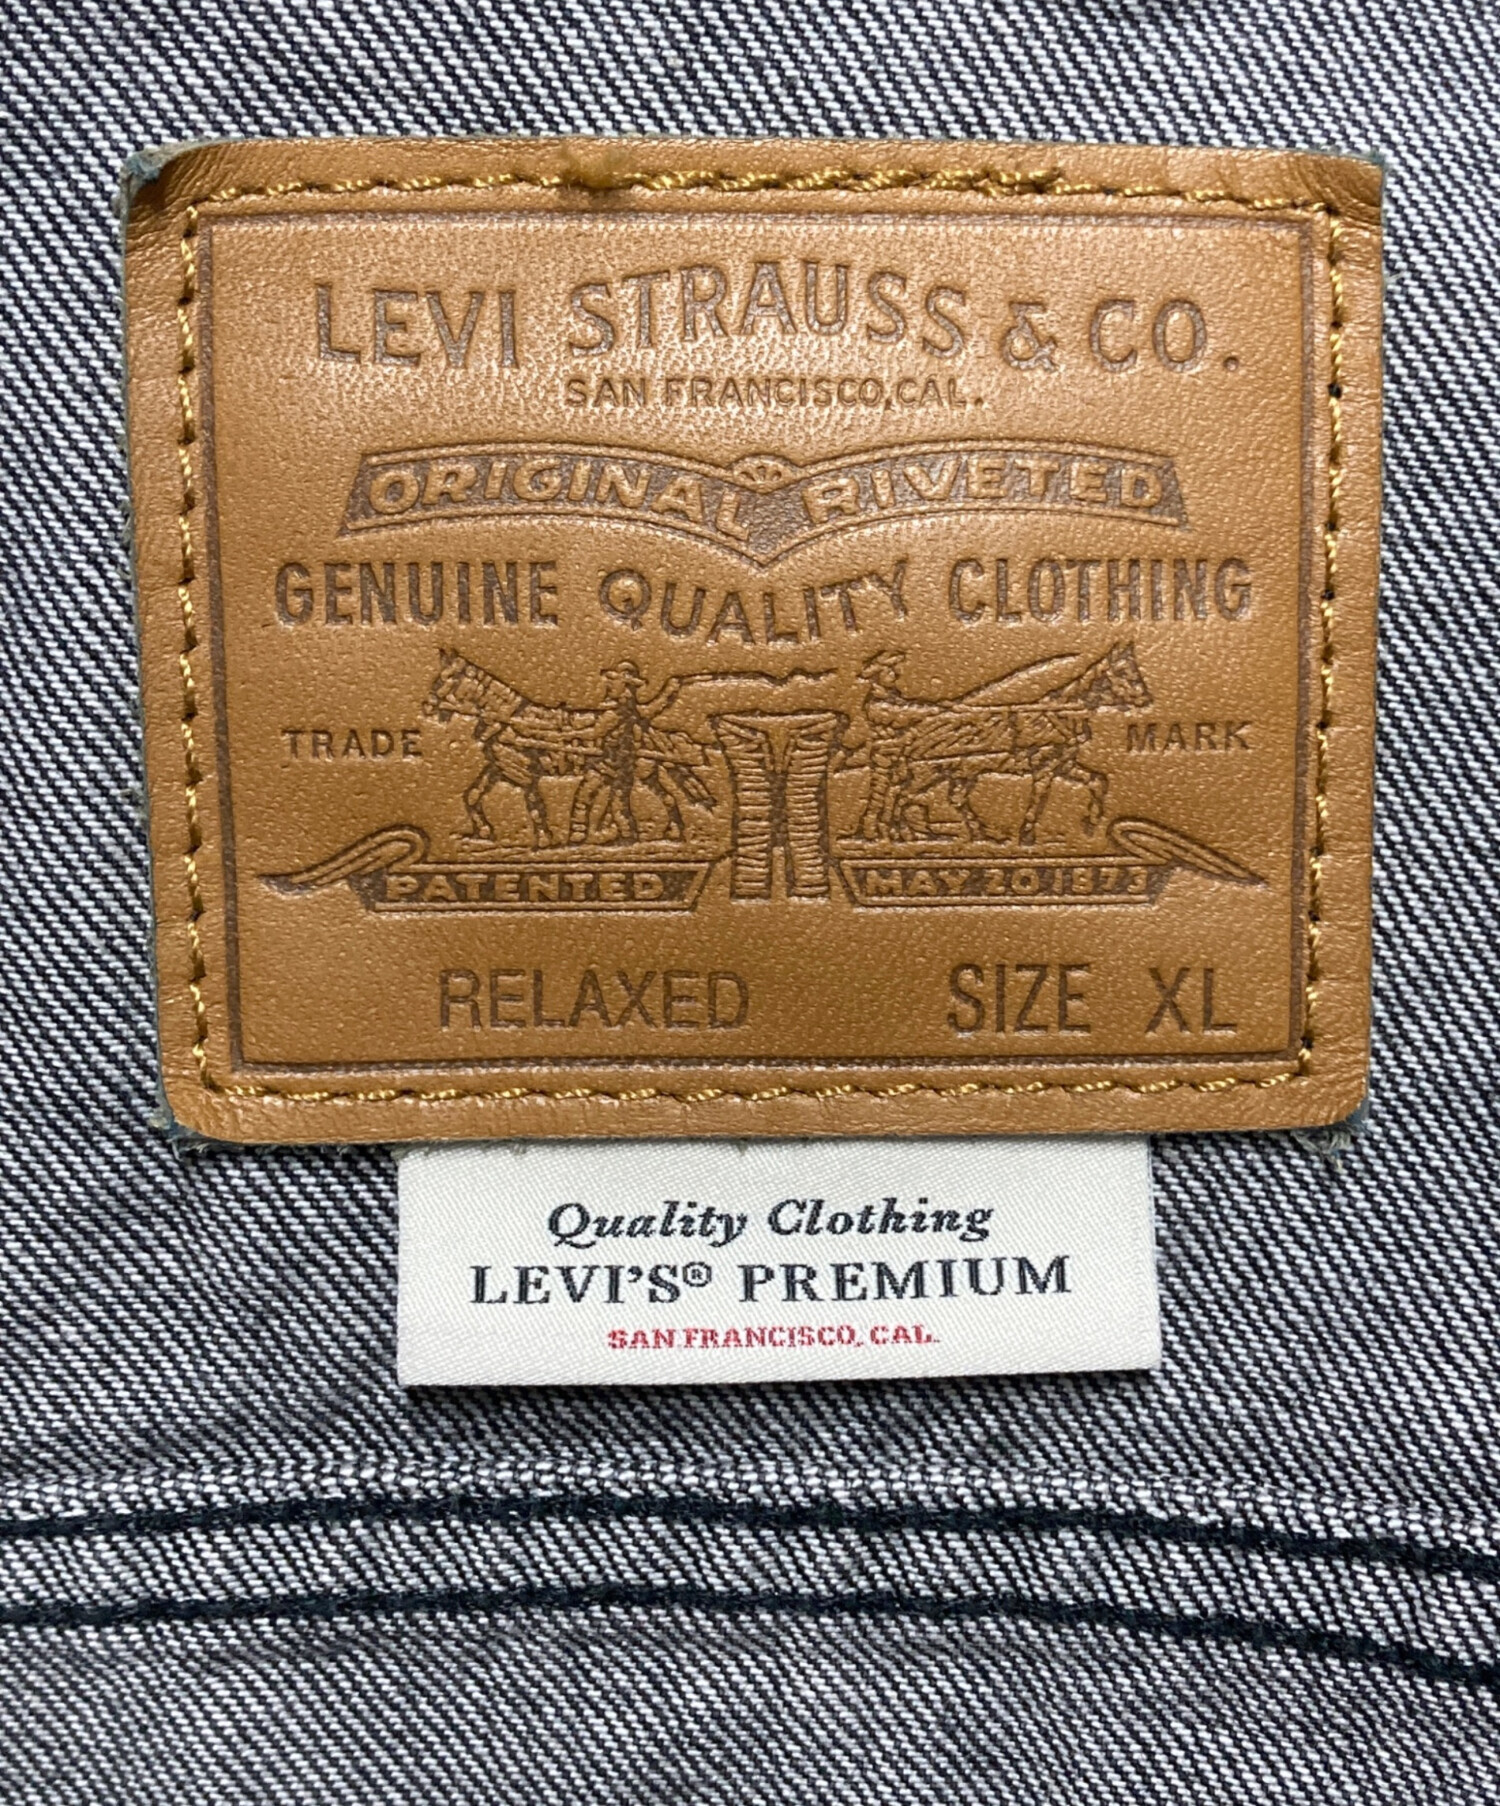 LEVI STRAUSS & CO.
SAN FRANCISCO, CAL.
ORIGINAL RIVETED
GENUINE QUALITY CLOTHING
TRADE MARK
PATENTED MAY 20 1873
RELAXED SIZE XL
Quality Clothing
LEVI'S® PREMIUM
SAN FRANCISCO, CAL.